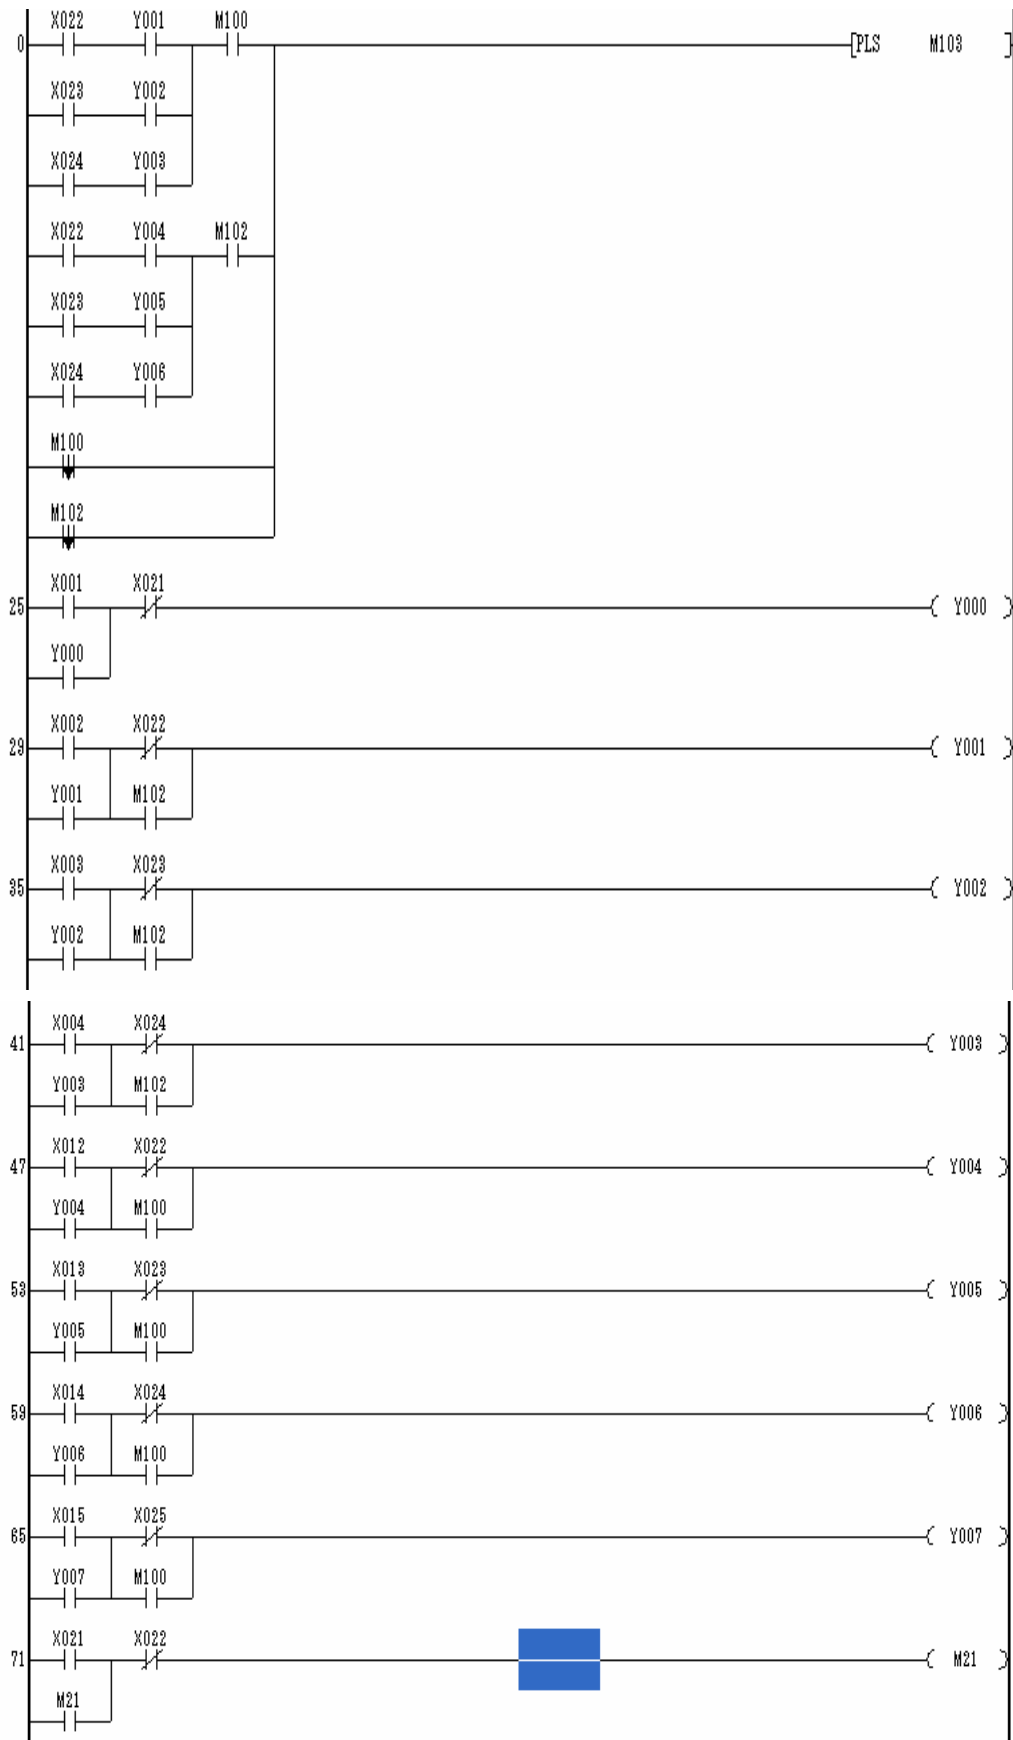 X022 Y001 M100
0 [PLS M103 ]
X023 Y002
X024 Y003
X022 Y004 M102
X023 Y005
X024 Y006
M100
M102
X001 X021
25 ( Y000 )
Y000
X002 X022
29 ( Y001 )
Y001 M102
X003 X023
35 ( Y002 )
Y002 M102
X004 X024
41 ( Y003 )
Y003 M102
X012 X022
47 ( Y004 )
Y004 M100
X013 X023
53 ( Y005 )
Y005 M100
X014 X024
59 ( Y006 )
Y006 M100
X015 X025
65 ( Y007 )
Y007 M100
X021 X022
71 ( M21 )
M21